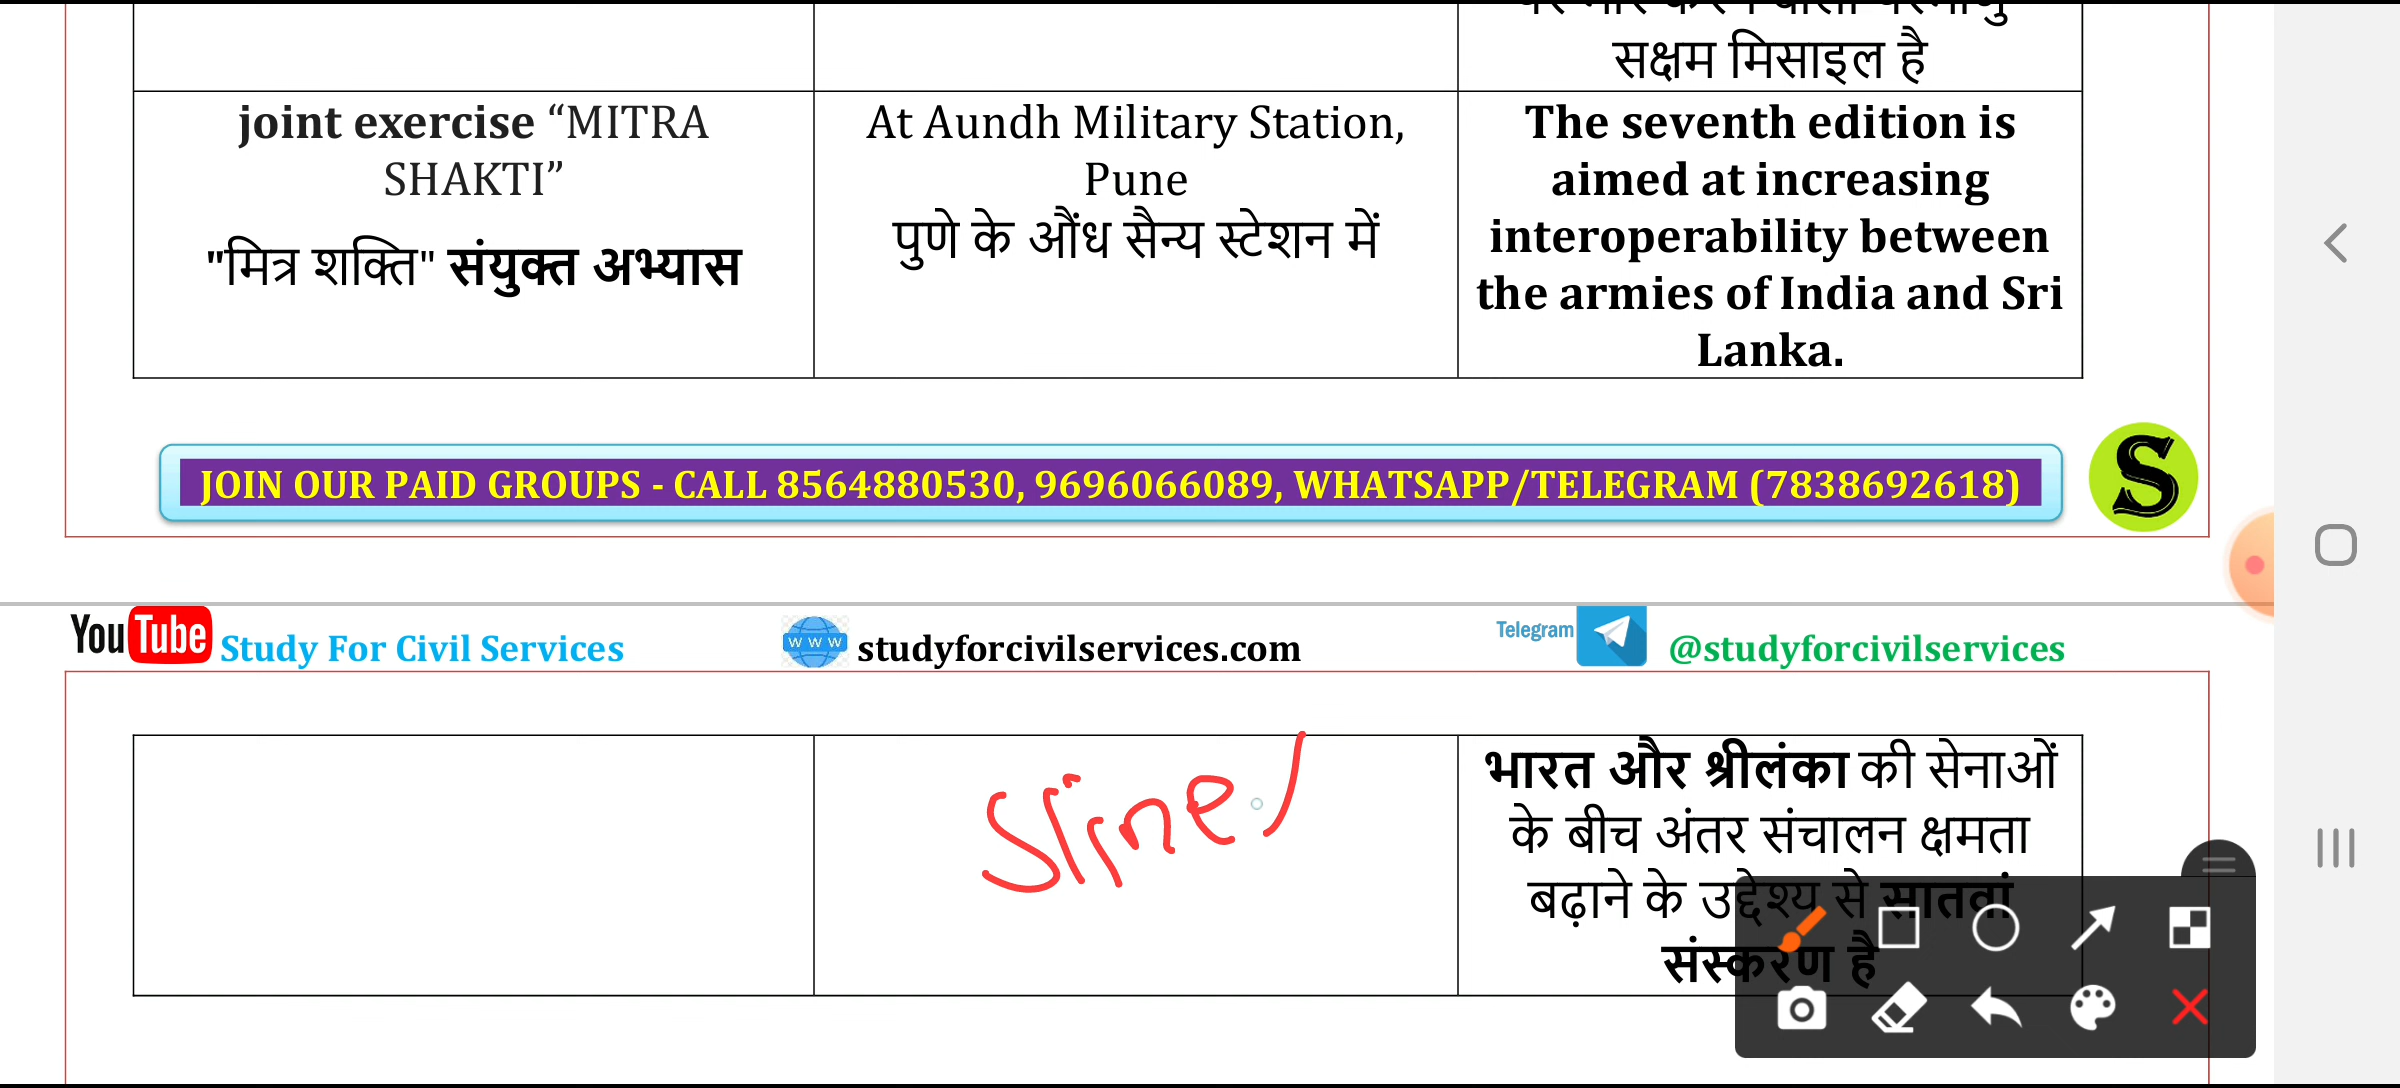 सक्षम मिसाइल है
joint exercise “MITRA
SHAKTI”
"मित्र शक्ति" संयुक्त अभ्यास
At Aundh Military Station,
Pune
पुणे के औंध सैन्य स्टेशन में
The seventh edition is
aimed at increasing
interoperability between
the armies of India and Sri
Lanka.
JOIN OUR PAID GROUPS - CALL 8564880530, 9696066089, WHATSAPP/TELEGRAM (7838692618)
S
YouTube Study For Civil Services
WWW studyforcivilservices.com
Telegram @studyforcivilservices
भारत और श्रीलंका की सेनाओं
के बीच अंतर संचालन क्षमता
बढ़ाने के उद्देश्य से सातवां
संस्करण है